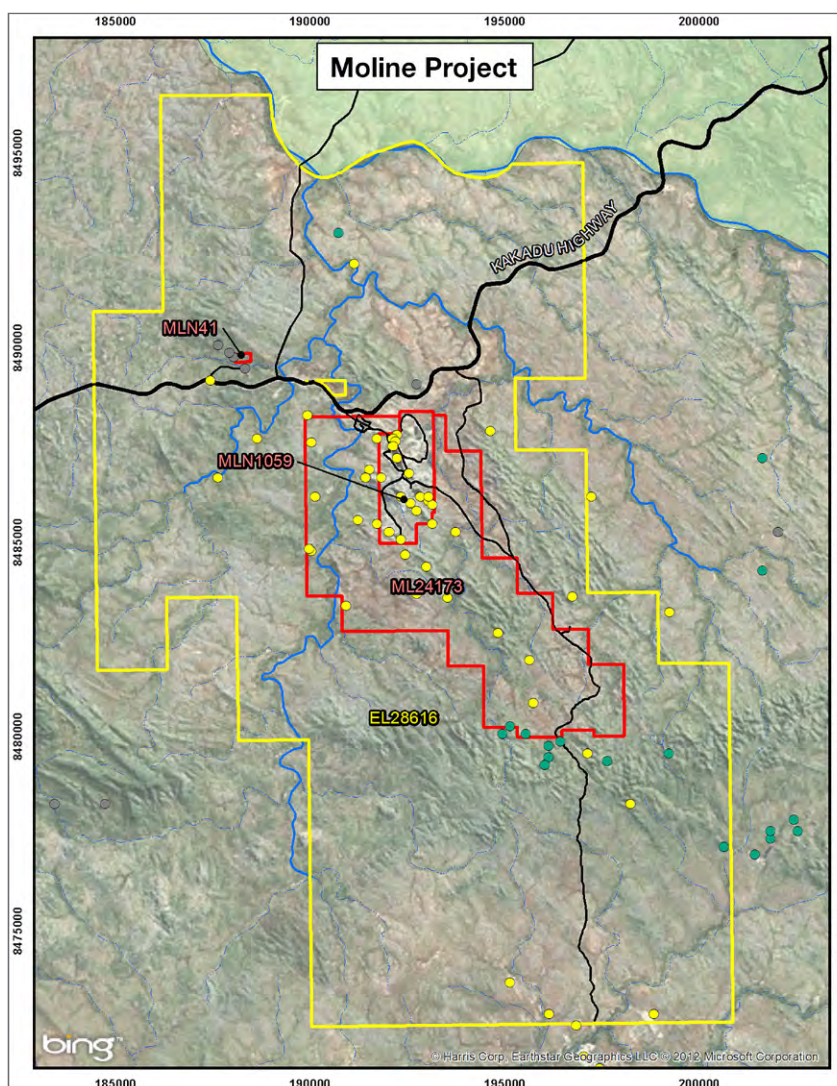 185000 190000 195000 200000
Moline Project
8495000
KAKADU HIGHWAY
8490000
MLN41
MLN1059
8485000
ML24173
EL28616
8480000
8475000
bing™
© Harris Corp, Earthstar Geographics LLC © 2012 Microsoft Corporation
185000 190000 195000 200000